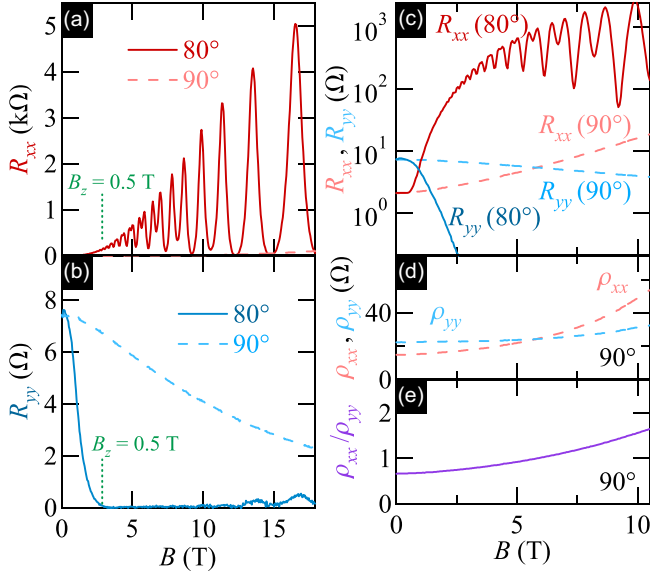 (a)
80°
90°
R_xx (kΩ)
5
4
3
2
1
0
B_z = 0.5 T
(b)
80°
90°
R_yy (Ω)
8
6
4
2
0
B_z = 0.5 T
0 5 10 15
B (T)
(c)
R_xx (80°)
R_xx (90°)
R_yy (90°)
R_yy (80°)
R_xx, R_yy (Ω)
10^3
10^2
10^1
10^0
(d)
ρ_xx
ρ_yy
90°
ρ_xx, ρ_yy (Ω)
40
0
(e)
90°
ρ_xx/ρ_yy
2
1
0
0 5 10
B (T)